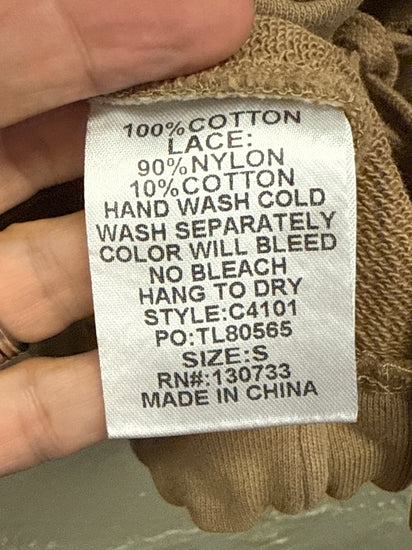 100% COTTON
LACE:
90% NYLON
10% COTTON
HAND WASH COLD
WASH SEPARATELY
COLOR WILL BLEED
NO BLEACH
HANG TO DRY
STYLE:C4101
PO:TL80565
SIZE:S
RN#:130733
MADE IN CHINA